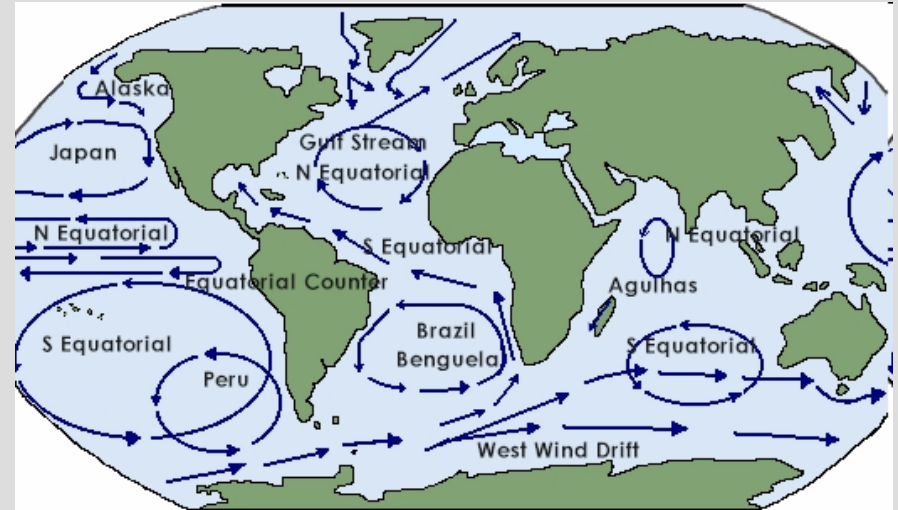 Alaska
Gulf Stream
Japan
N Equatorial
N Equatorial
N Equatorial
S Equatorial
Equatorial Counter
Agulhas
S Equatorial
Brazil
S Equatorial
Benguela
Peru
West Wind Drift